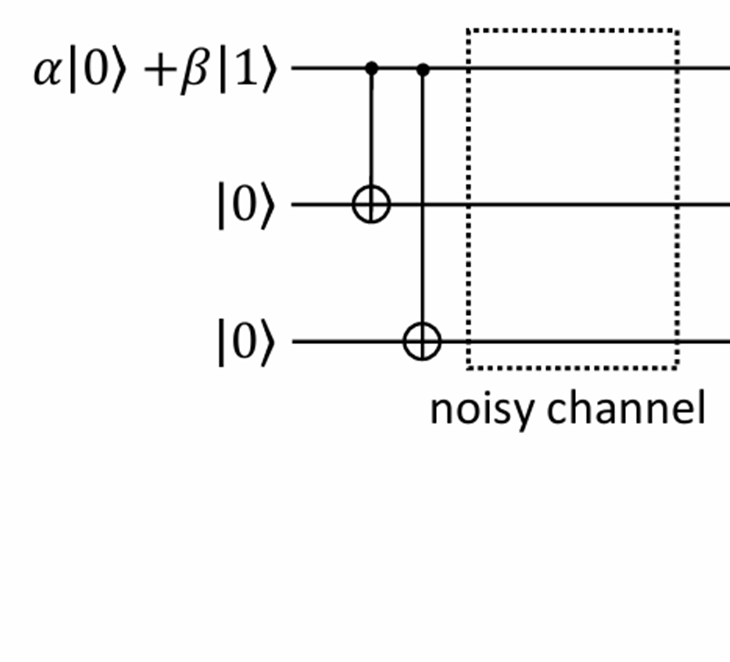 α|0⟩ +β|1⟩
|0⟩
|0⟩
noisy channel